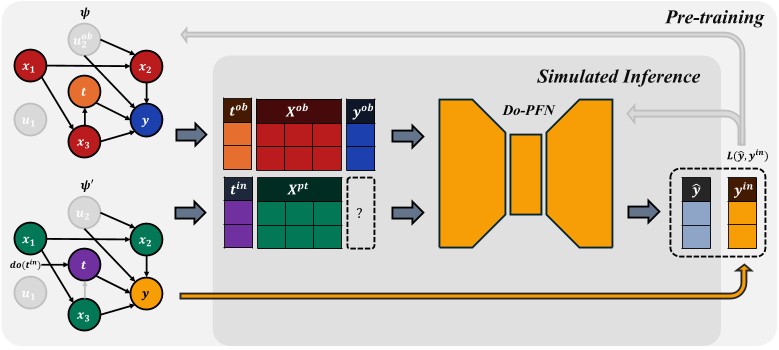 Pre-training
Simulated Inference
ψ
u₂ᵒᵇ
x₁
x₂
t
u₁
y
x₃
tᵒᵇ
Xᵒᵇ
yᵒᵇ
Do-PFN
L(ŷ, yⁱⁿ)
tⁱⁿ
Xᵖᵗ
?
ŷ
yⁱⁿ
ψ′
u₂
x₁
x₂
do(tⁱⁿ)
t
u₁
y
x₃